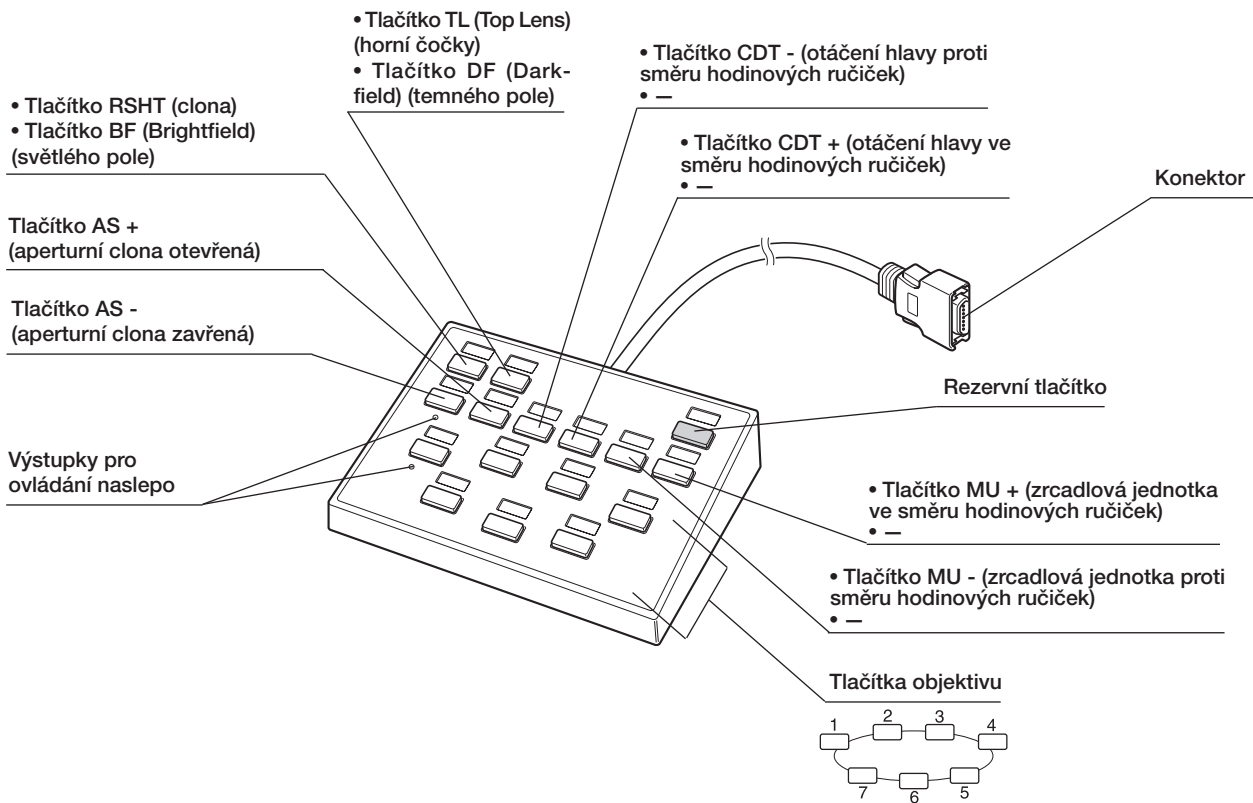 • Tlačítko TL (Top Lens)
(horní čočky)
• Tlačítko DF (Dark-
field) (temného pole)
• Tlačítko CDT - (otáčení hlavy proti
směru hodinových ručiček)
• —
• Tlačítko RSHT (clona)
• Tlačítko BF (Brightfield)
(světlého pole)
• Tlačítko CDT + (otáčení hlavy ve
směru hodinových ručiček)
• —
Konektor
Tlačítko AS +
(aperturní clona otevřená)
Tlačítko AS -
(aperturní clona zavřená)
Rezervní tlačítko
Výstupky pro
ovládání naslepo
• Tlačítko MU + (zrcadlová jednotka
ve směru hodinových ručiček)
• —
• Tlačítko MU - (zrcadlová jednotka proti
směru hodinových ručiček)
• —
Tlačítka objektivu
1 2 3 4
7 6 5